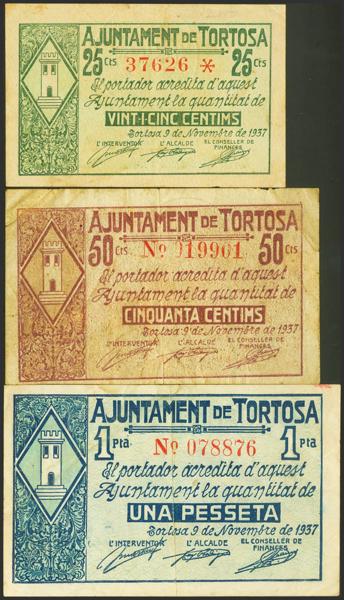 AJUNTAMENT DE TORTOSA
25 Cts 37626 * 25 Cts
El portador acredita d'aquest
Ajuntament la quantitat de
VINT-I-CINC CENTIMS
Tortosa 9 de Novembre de 1937
L'INTERVENTOR L'ALCALDE EL CONSELLER DE FINANCES
AJUNTAMENT DE TORTOSA
50 Cts No 019961 50 Cts
El portador acredita d'aquest
Ajuntament la quantitat de
CINQUANTA CENTIMS
Tortosa 9 de Novembre de 1937
L'INTERVENTOR L'ALCALDE EL CONSELLER DE FINANCES
AJUNTAMENT DE TORTOSA
1 Pta No 078876 1 Pta
El portador acredita d'aquest
Ajuntament la quantitat de
UNA PESSETA
Tortosa 9 de Novembre de 1937
L'INTERVENTOR L'ALCALDE EL CONSELLER DE FINANCES